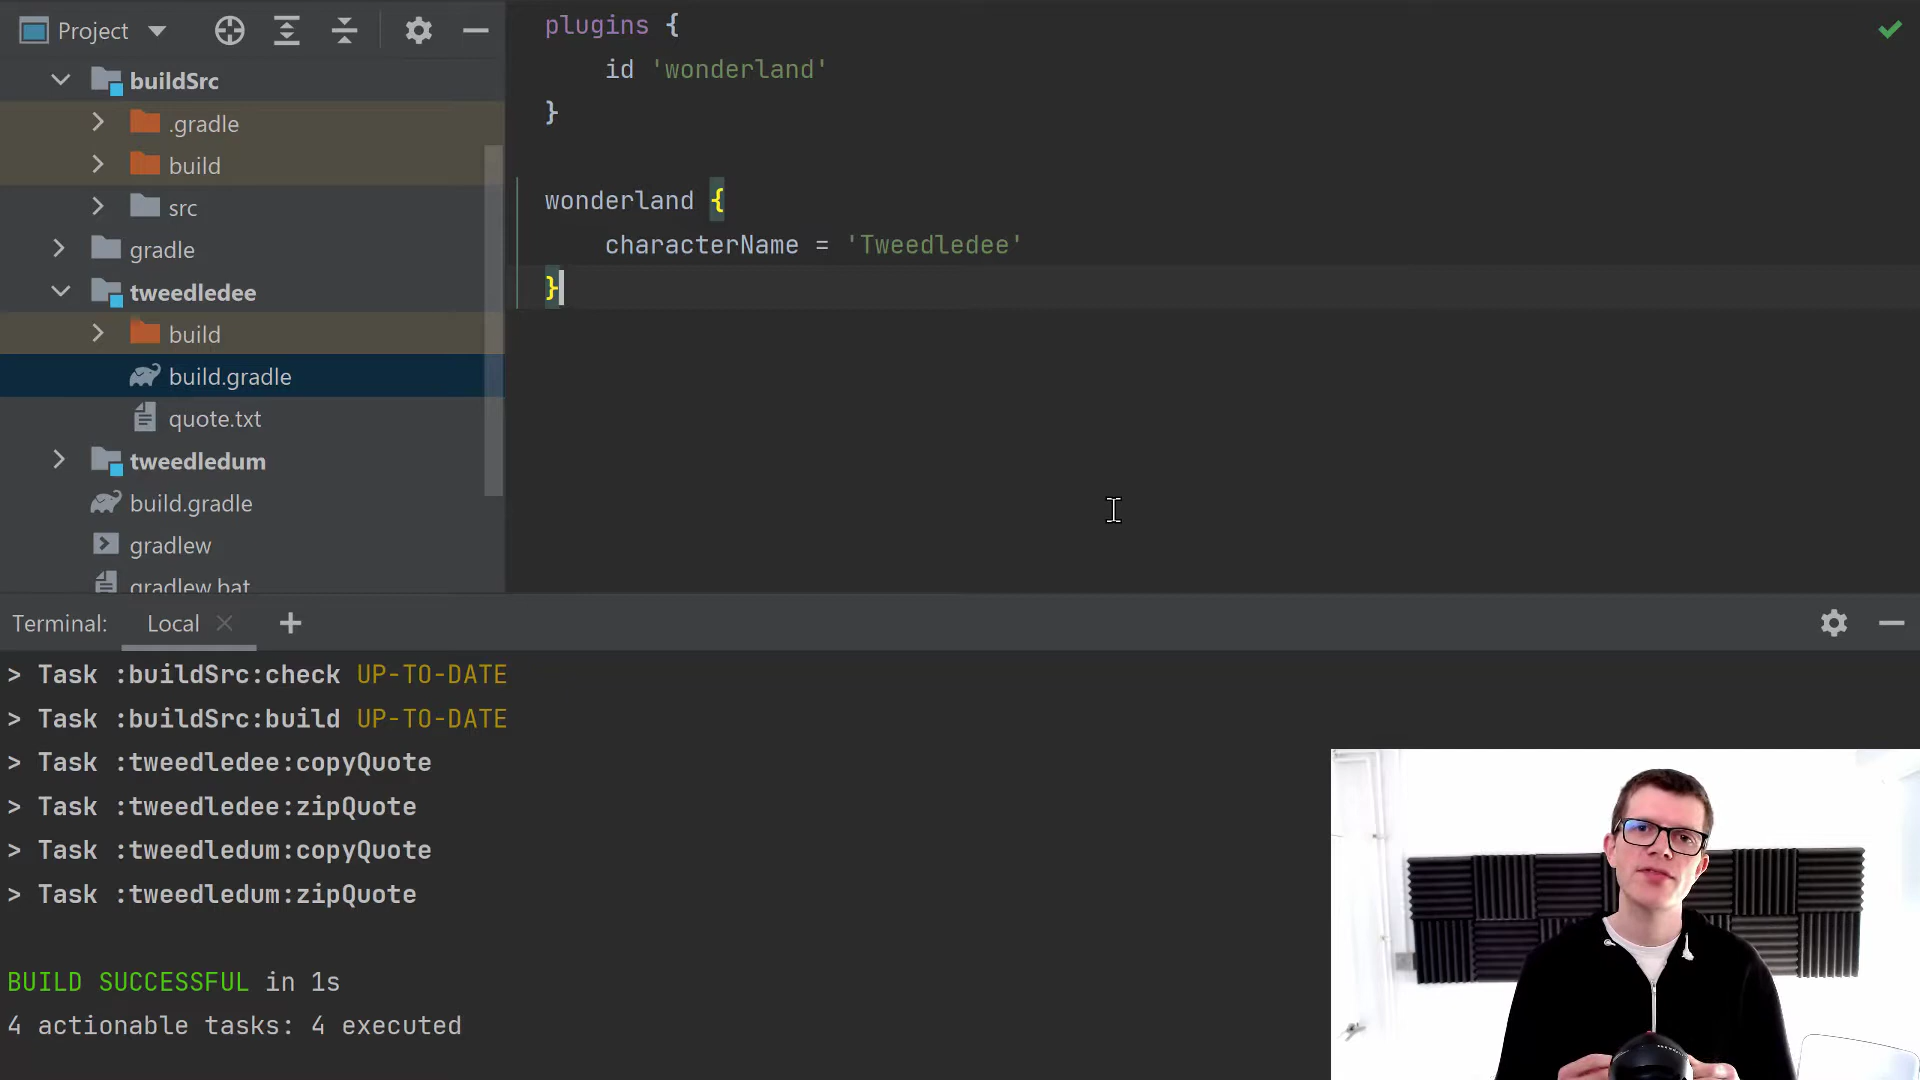 Project
buildSrc
.gradle
build
src
gradle
tweedledee
build
build.gradle
quote.txt
tweedledum
build.gradle
gradlew
gradlew.bat
plugins {
id 'wonderland'
}
wonderland {
characterName = 'Tweedledee'
}
Terminal: Local
> Task :buildSrc:check UP-TO-DATE
> Task :buildSrc:build UP-TO-DATE
> Task :tweedledee:copyQuote
> Task :tweedledee:zipQuote
> Task :tweedledum:copyQuote
> Task :tweedledum:zipQuote
BUILD SUCCESSFUL in 1s
4 actionable tasks: 4 executed